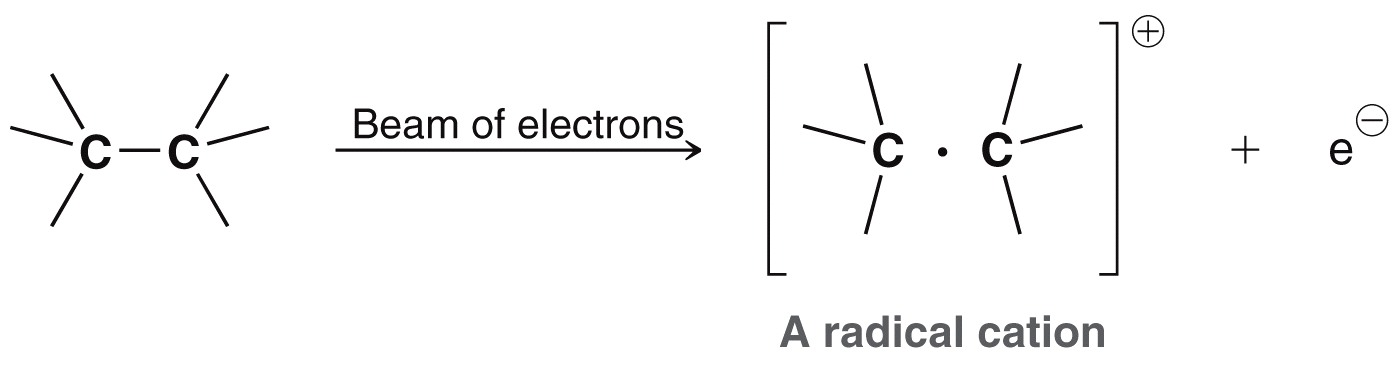 Beam of electrons
C—C
[C · C]⊕ + e⊖
A radical cation